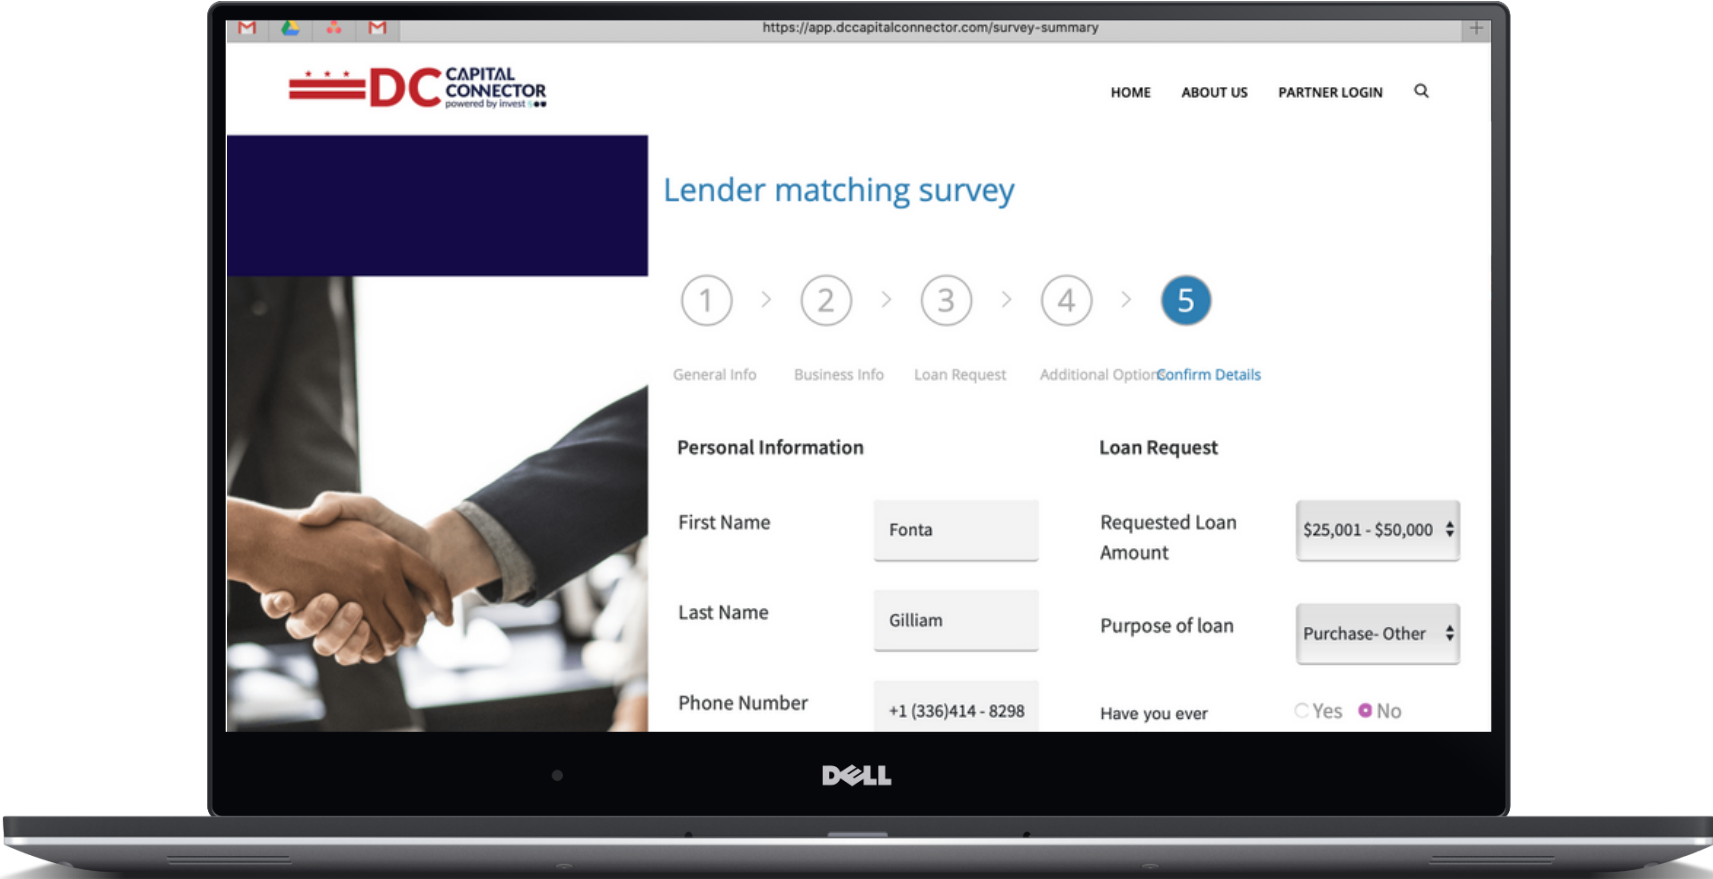 https://app.dccapitalconnector.com/survey-summary
DC CAPITAL
CONNECTOR
powered by invest
HOME ABOUT US PARTNER LOGIN
Lender matching survey
1 > 2 > 3 > 4 > 5
General Info Business Info Loan Request Additional Options Confirm Details
Personal Information Loan Request
First Name Fonta Requested Loan Amount $25,001 - $50,000
Last Name Gilliam Purpose of loan Purchase- Other
Phone Number +1 (336)414 - 8298 Have you ever Yes No
DELL